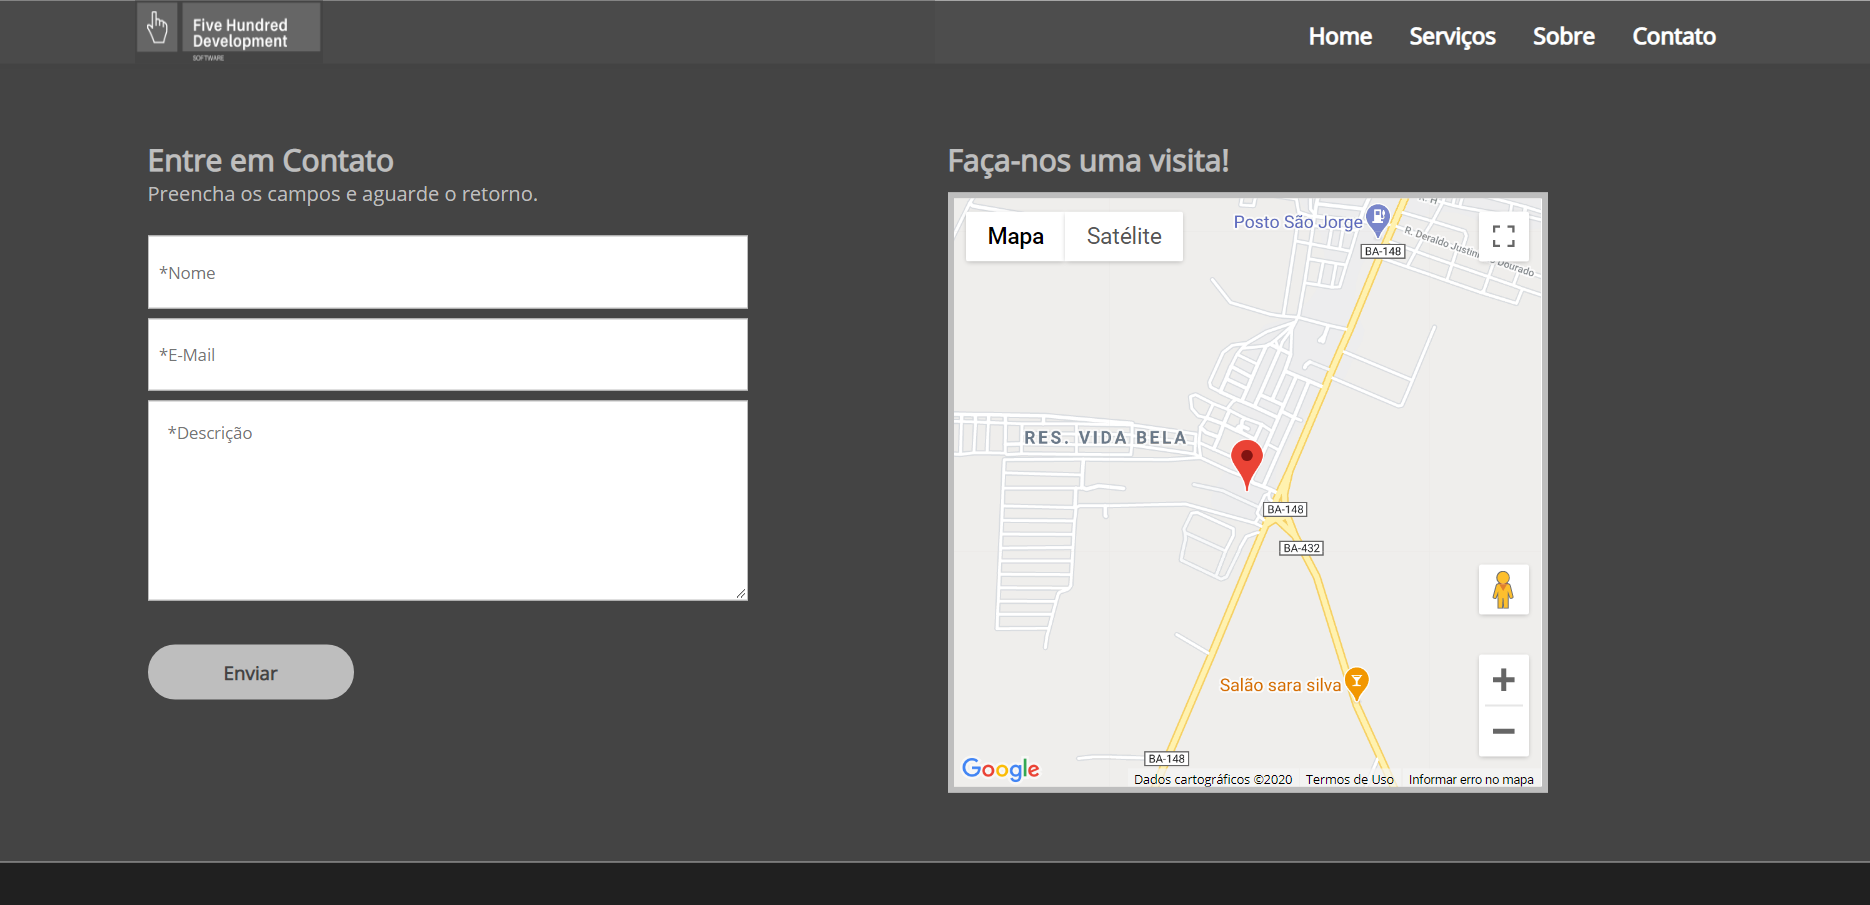 Five Hundred
Development
SOFTWARE
Home
Serviços
Sobre
Contato
Entre em Contato
Preencha os campos e aguarde o retorno.
*Nome
*E-Mail
*Descrição
Enviar
Faça-nos uma visita!
Mapa
Satélite
Posto São Jorge
R. H.
BA-148
R. Deraldo Justini
Dourado
RES. VIDA BELA
BA-148
BA-432
Salão sara silva
BA-148
Google
Dados cartográficos ©2020
Termos de Uso
Informar erro no mapa